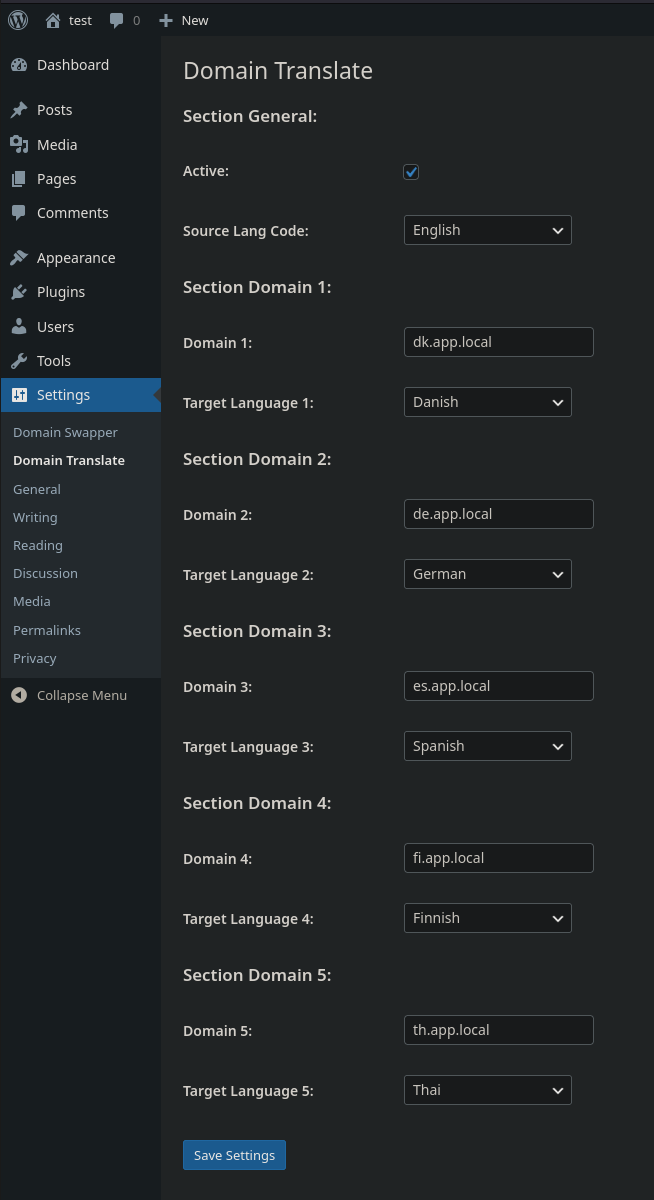 test 0 New
Dashboard
Posts
Media
Pages
Comments
Appearance
Plugins
Users
Tools
Settings
Domain Swapper
Domain Translate
General
Writing
Reading
Discussion
Media
Permalinks
Privacy
Collapse Menu
Domain Translate
Section General:
Active:
Source Lang Code: English
Section Domain 1:
Domain 1: dk.app.local
Target Language 1: Danish
Section Domain 2:
Domain 2: de.app.local
Target Language 2: German
Section Domain 3:
Domain 3: es.app.local
Target Language 3: Spanish
Section Domain 4:
Domain 4: fi.app.local
Target Language 4: Finnish
Section Domain 5:
Domain 5: th.app.local
Target Language 5: Thai
Save Settings